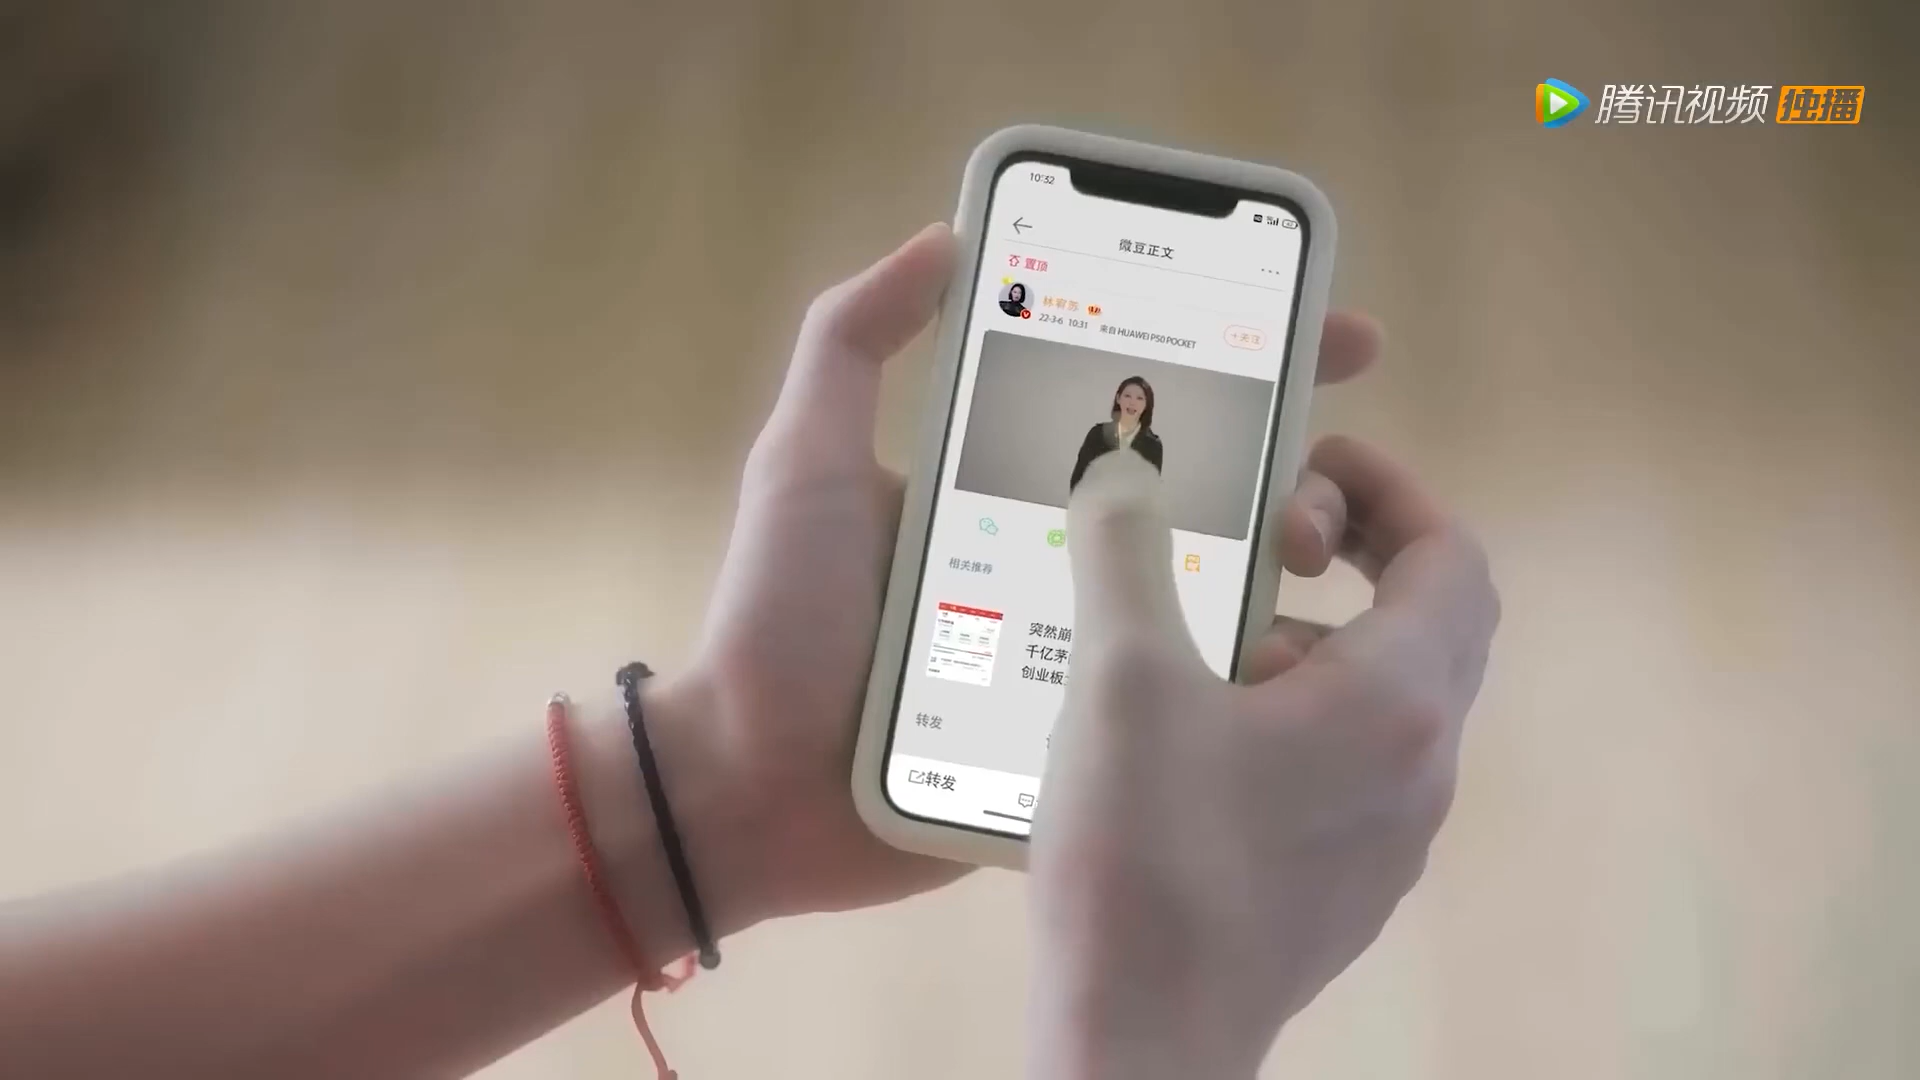 腾讯视频 独播
10:32
微豆正文
置顶
林宥苏
22-3-6 10:31 来自 HUAWEI P50 POCKET
+关注
相关推荐
突然崩
千亿茅
创业板
转发
转发